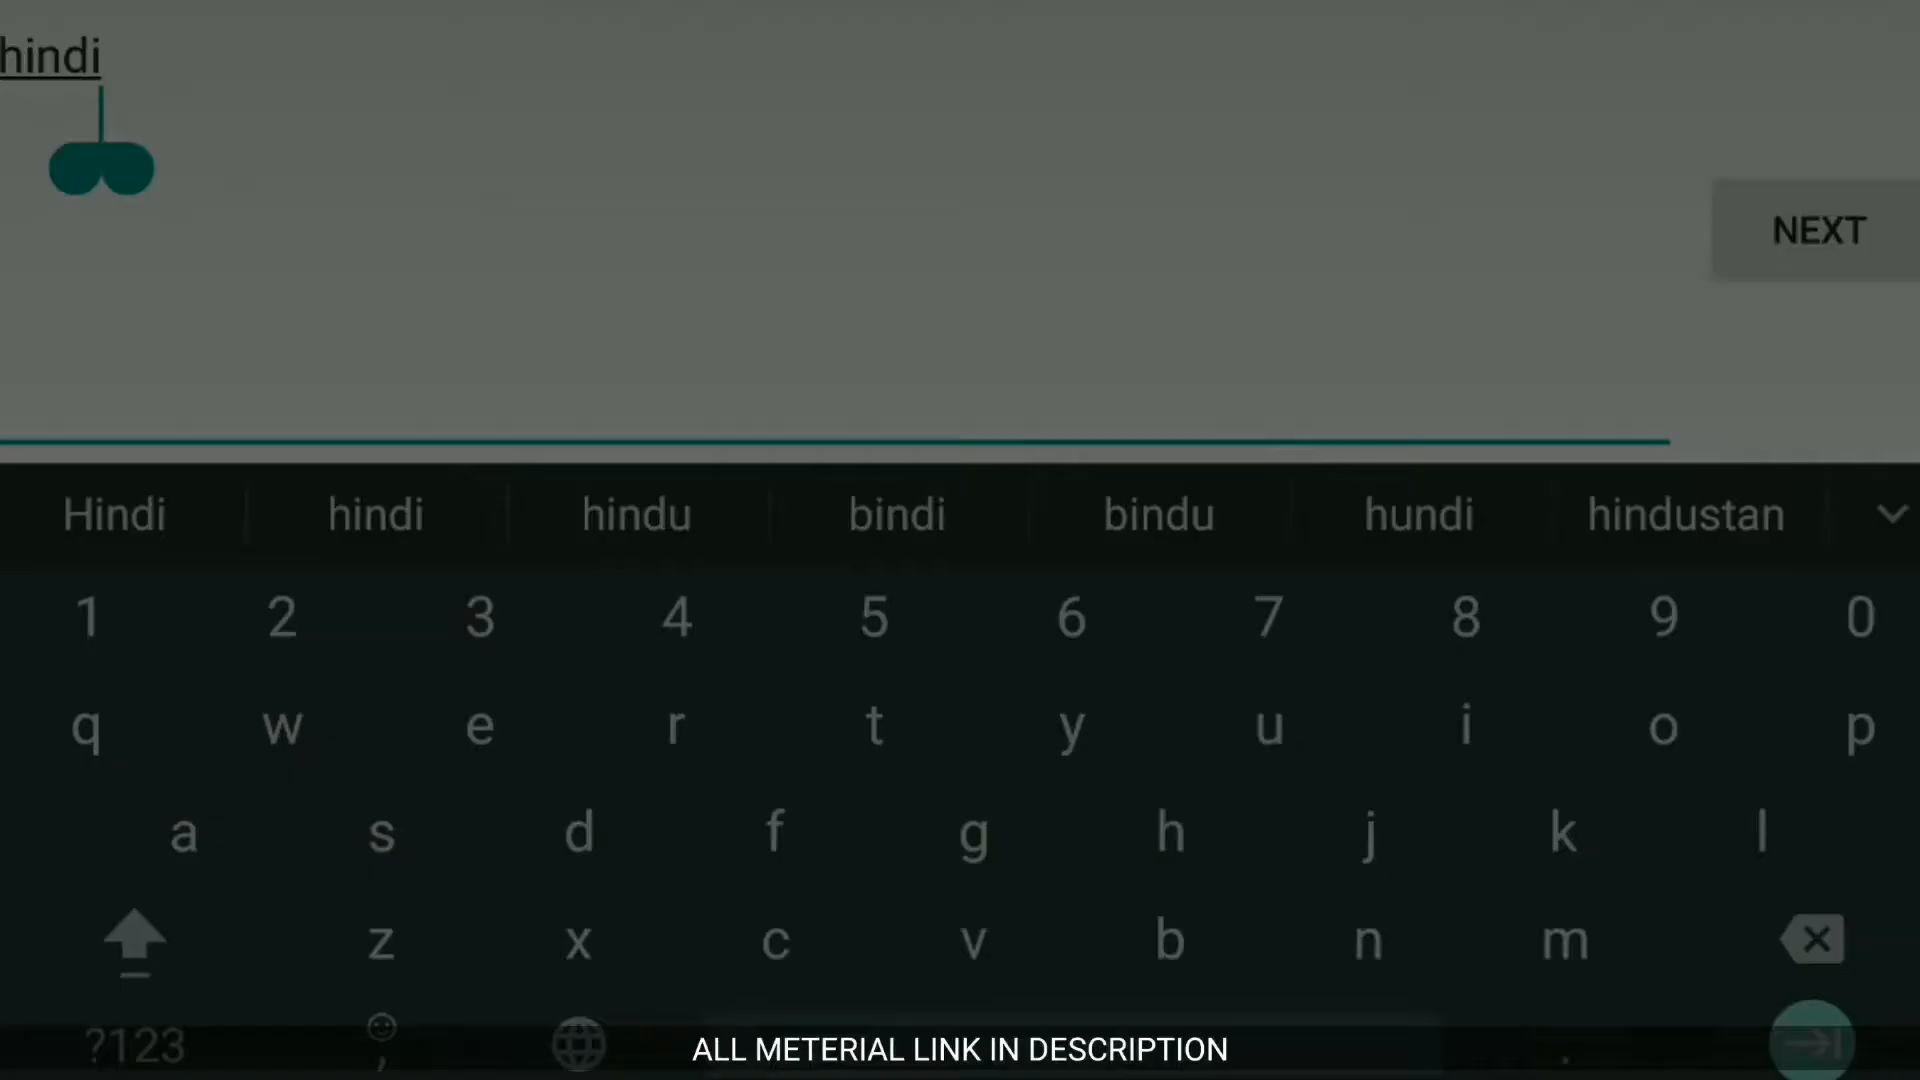 hindi
NEXT
Hindi hindi hindu bindi bindu hundi hindustan
1 2 3 4 5 6 7 8 9 0
q w e r t y u i o p
a s d f g h j k l
z x c v b n m
?123 , .
ALL METERIAL LINK IN DESCRIPTION